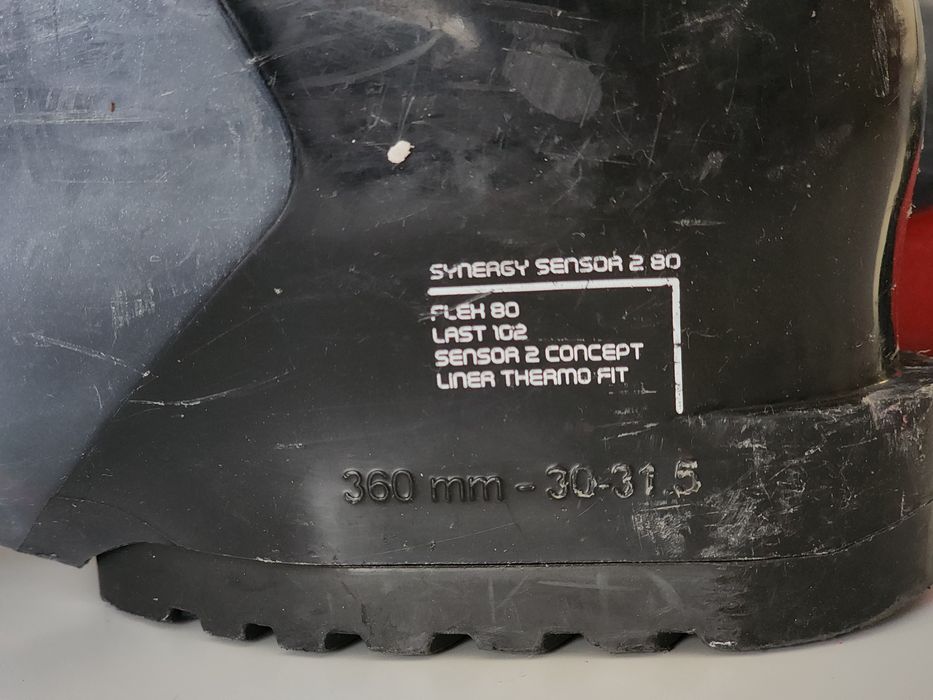 SYNERGY SENSOR 2 80
FLEX 80
LAST 102
SENSOR 2 CONCEPT
LINER THERMO FIT
360 mm - 30-31.5